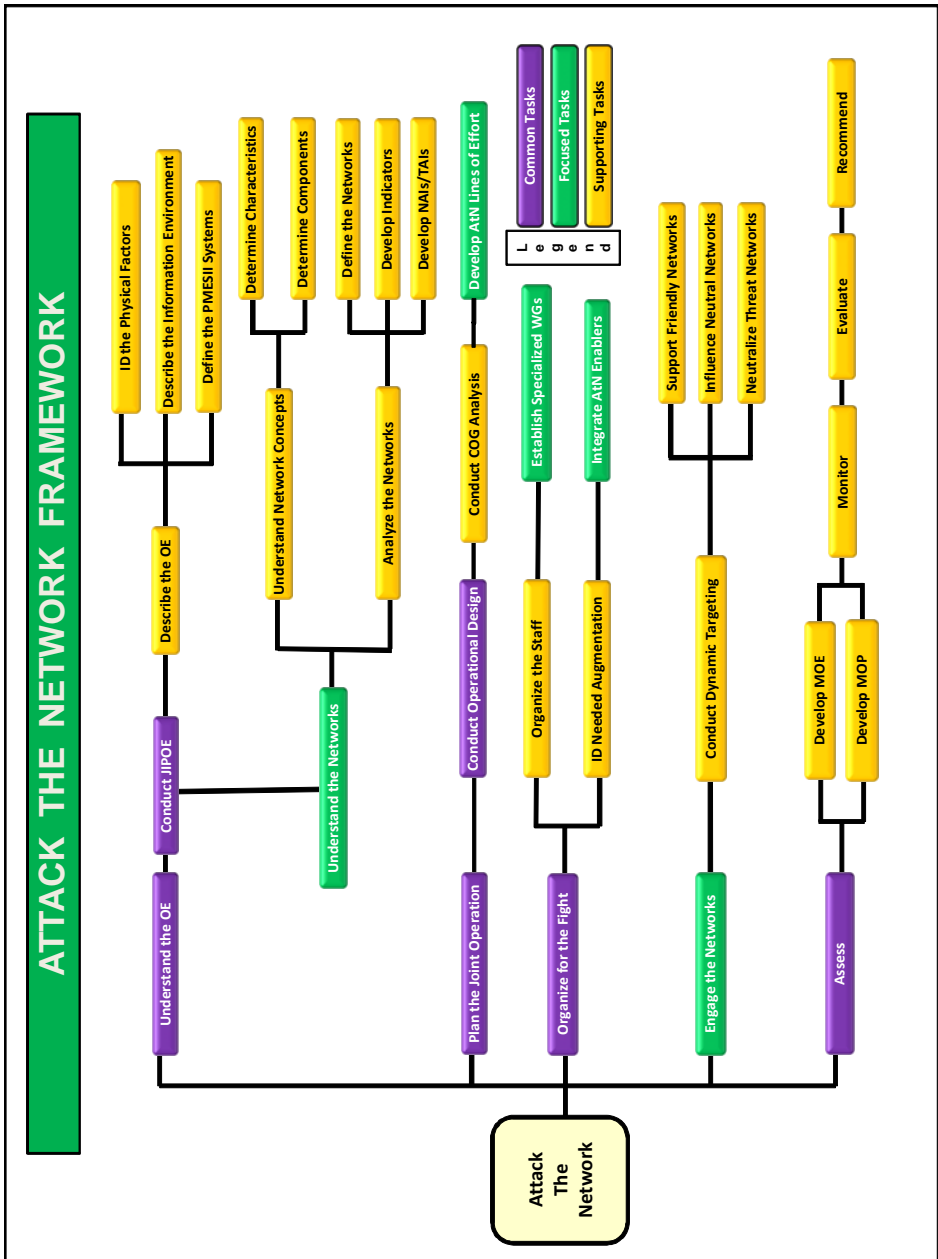 ATTACK THE NETWORK FRAMEWORK
Attack
The
Network
Understand the OE
Conduct JIPOE
Describe the OE
ID the Physical Factors
Describe the Information Environment
Define the PMESII Systems
Understand the Networks
Understand Network Concepts
Determine Characteristics
Determine Components
Analyze the Networks
Define the Networks
Develop Indicators
Develop NAIs/TAIs
Plan the Joint Operation
Conduct Operational Design
Conduct COG Analysis
Develop AtN Lines of Effort
Organize for the Fight
Organize the Staff
Establish Specialized WGs
ID Needed Augmentation
Integrate AtN Enablers
Engage the Networks
Conduct Dynamic Targeting
Support Friendly Networks
Influence Neutral Networks
Neutralize Threat Networks
Assess
Develop MOE
Develop MOP
Monitor
Evaluate
Recommend
L
e
g
e
n
d
Common Tasks
Focused Tasks
Supporting Tasks